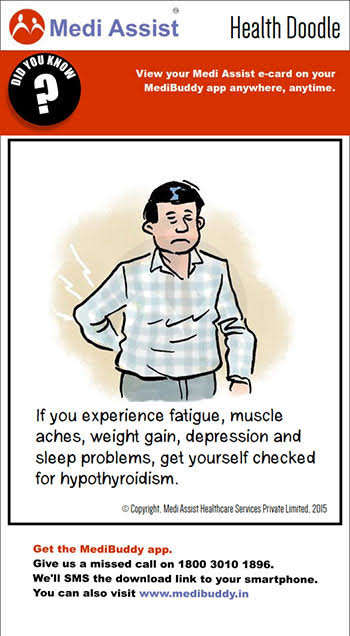 Medi Assist
Health Doodle
DID YOU KNOW
?
View your Medi Assist e-card on your
MediBuddy app anywhere, anytime.
If you experience fatigue, muscle
aches, weight gain, depression and
sleep problems, get yourself checked
for hypothyroidism.
© Copyright, Medi Assist Healthcare Services Private Limited, 2015
Get the MediBuddy app.
Give us a missed call on 1800 3010 1896.
We'll SMS the download link to your smartphone.
You can also visit www.medibuddy.in